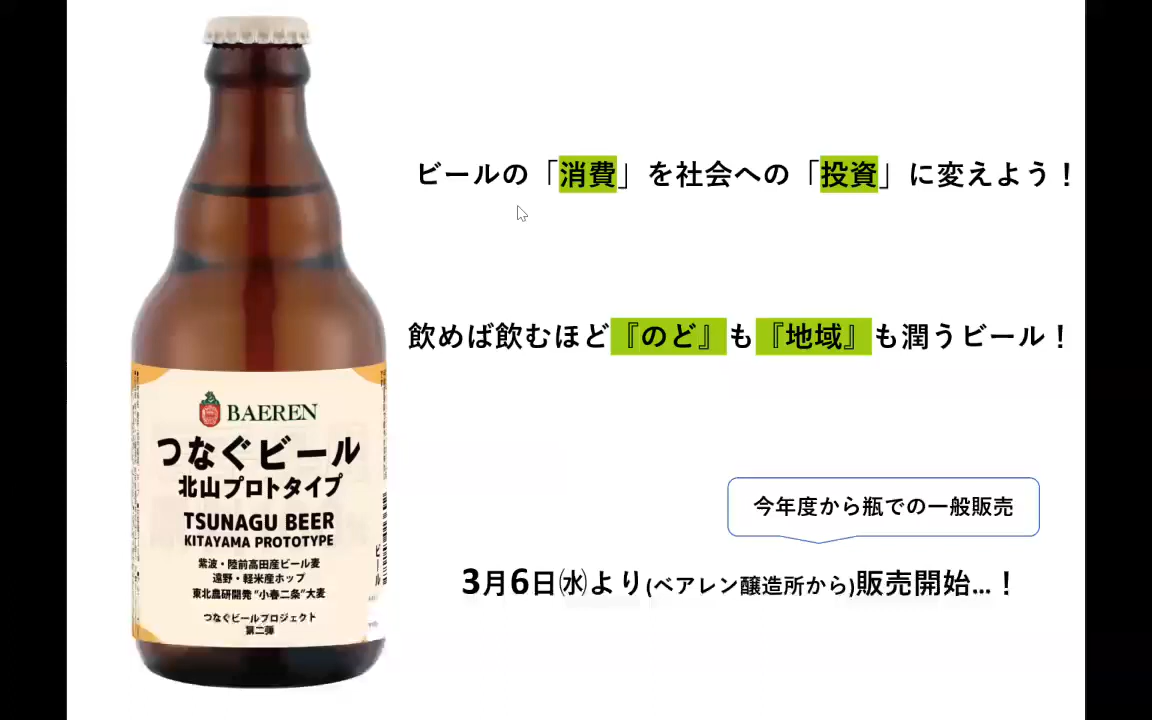 ビールの「消費」を社会への「投資」に変えよう！
飲めば飲むほど『のど』も『地域』も潤うビール！
今年度から瓶での一般販売
3月6日㈬より(ベアレン醸造所から)販売開始…！
BAEREN
つなぐビール
北山プロトタイプ
TSUNAGU BEER
KITAYAMA PROTOTYPE
紫波・陸前高田産ビール麦
遠野・軽米産ホップ
東北農研開発“小春二条”大麦
つなぐビールプロジェクト
第二弾
ビール